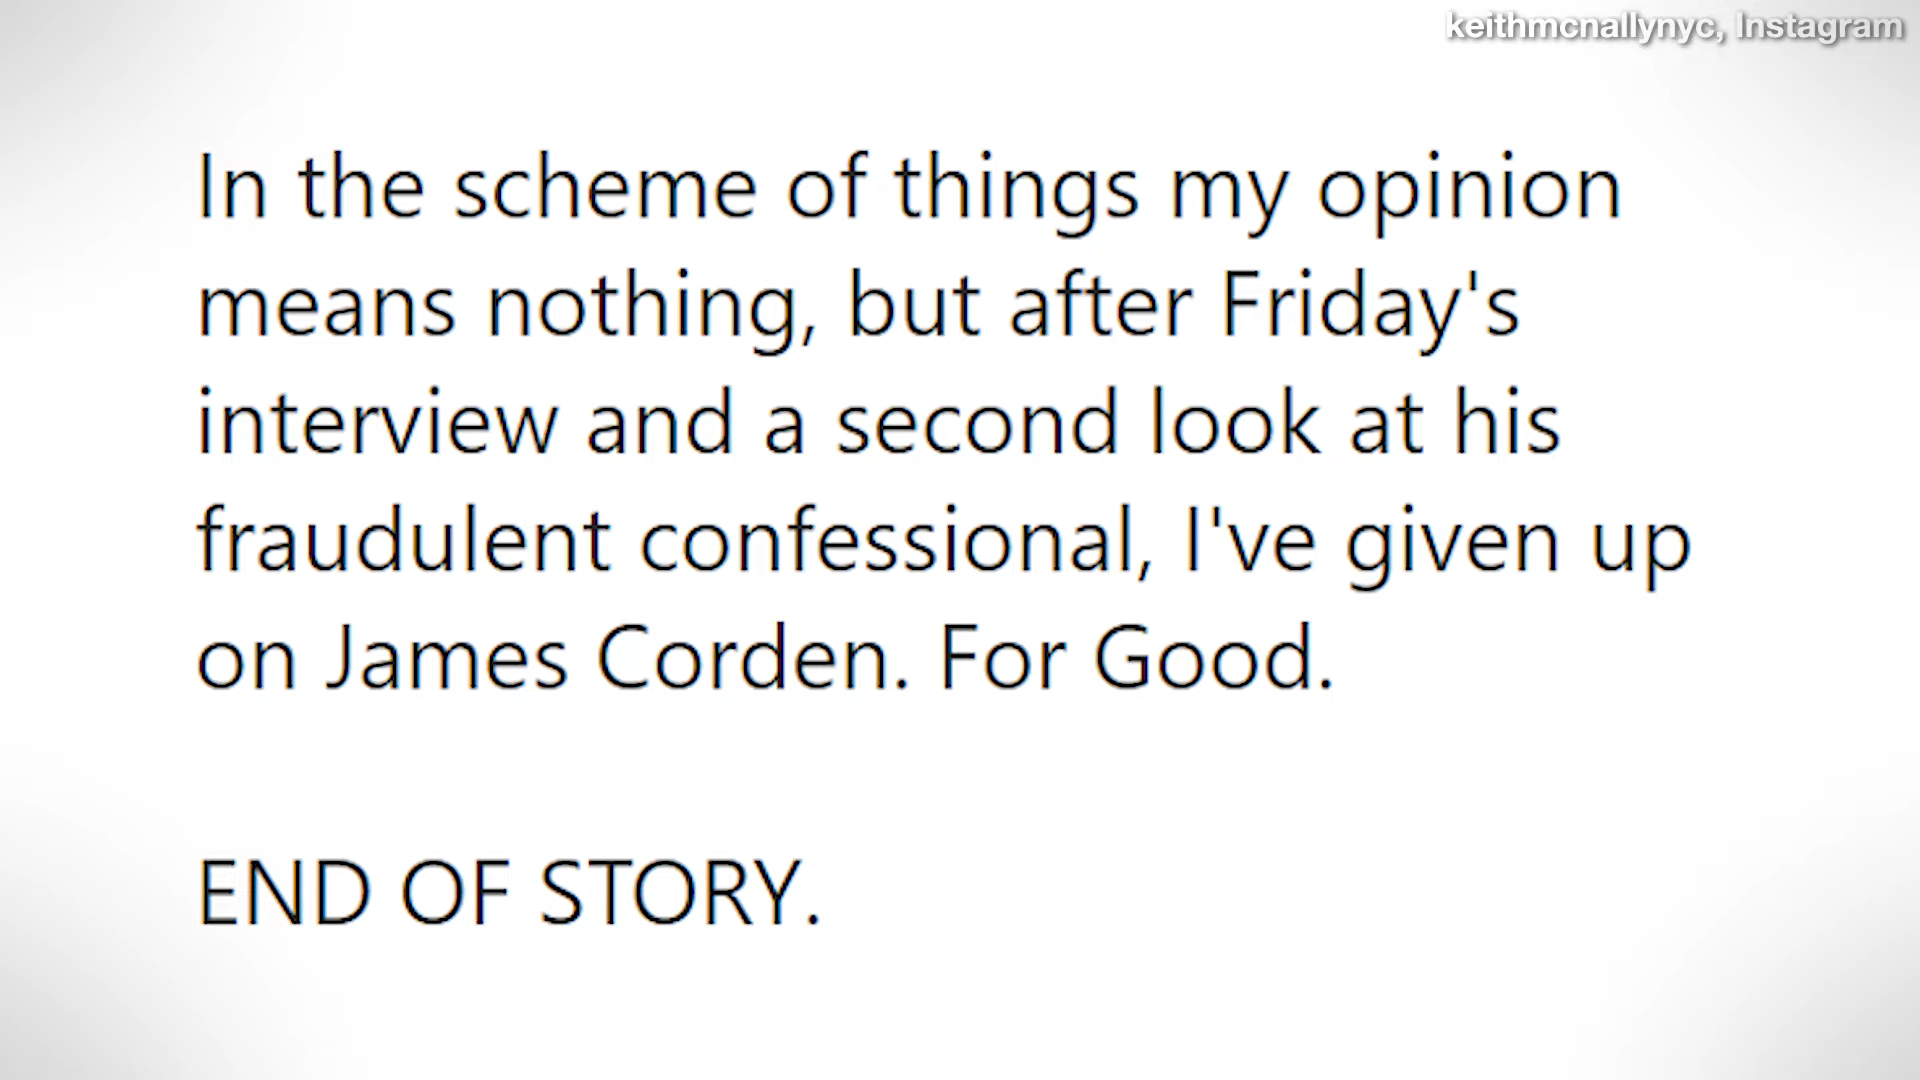 keithmcnallynyc, Instagram
In the scheme of things my opinion
means nothing, but after Friday's
interview and a second look at his
fraudulent confessional, I've given up
on James Corden. For Good.
END OF STORY.